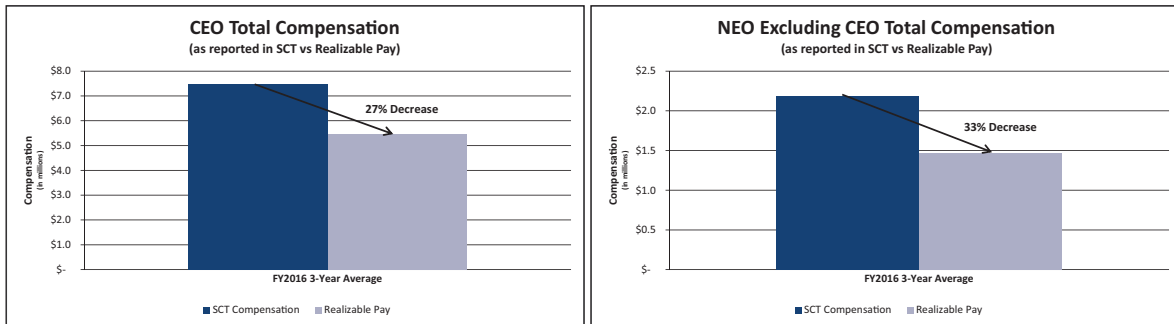 CEO Total Compensation
(as reported in SCT vs Realizable Pay)
$8.0
$7.0
$6.0
$5.0
$4.0
$3.0
$2.0
$1.0
$-
Compensation
(in millions)
27% Decrease
FY2016 3-Year Average
SCT Compensation
Realizable Pay
NEO Excluding CEO Total Compensation
(as reported in SCT vs Realizable Pay)
$2.5
$2.0
$1.5
$1.0
$0.5
$-
Compensation
(in millions)
33% Decrease
FY2016 3-Year Average
SCT Compensation
Realizable Pay